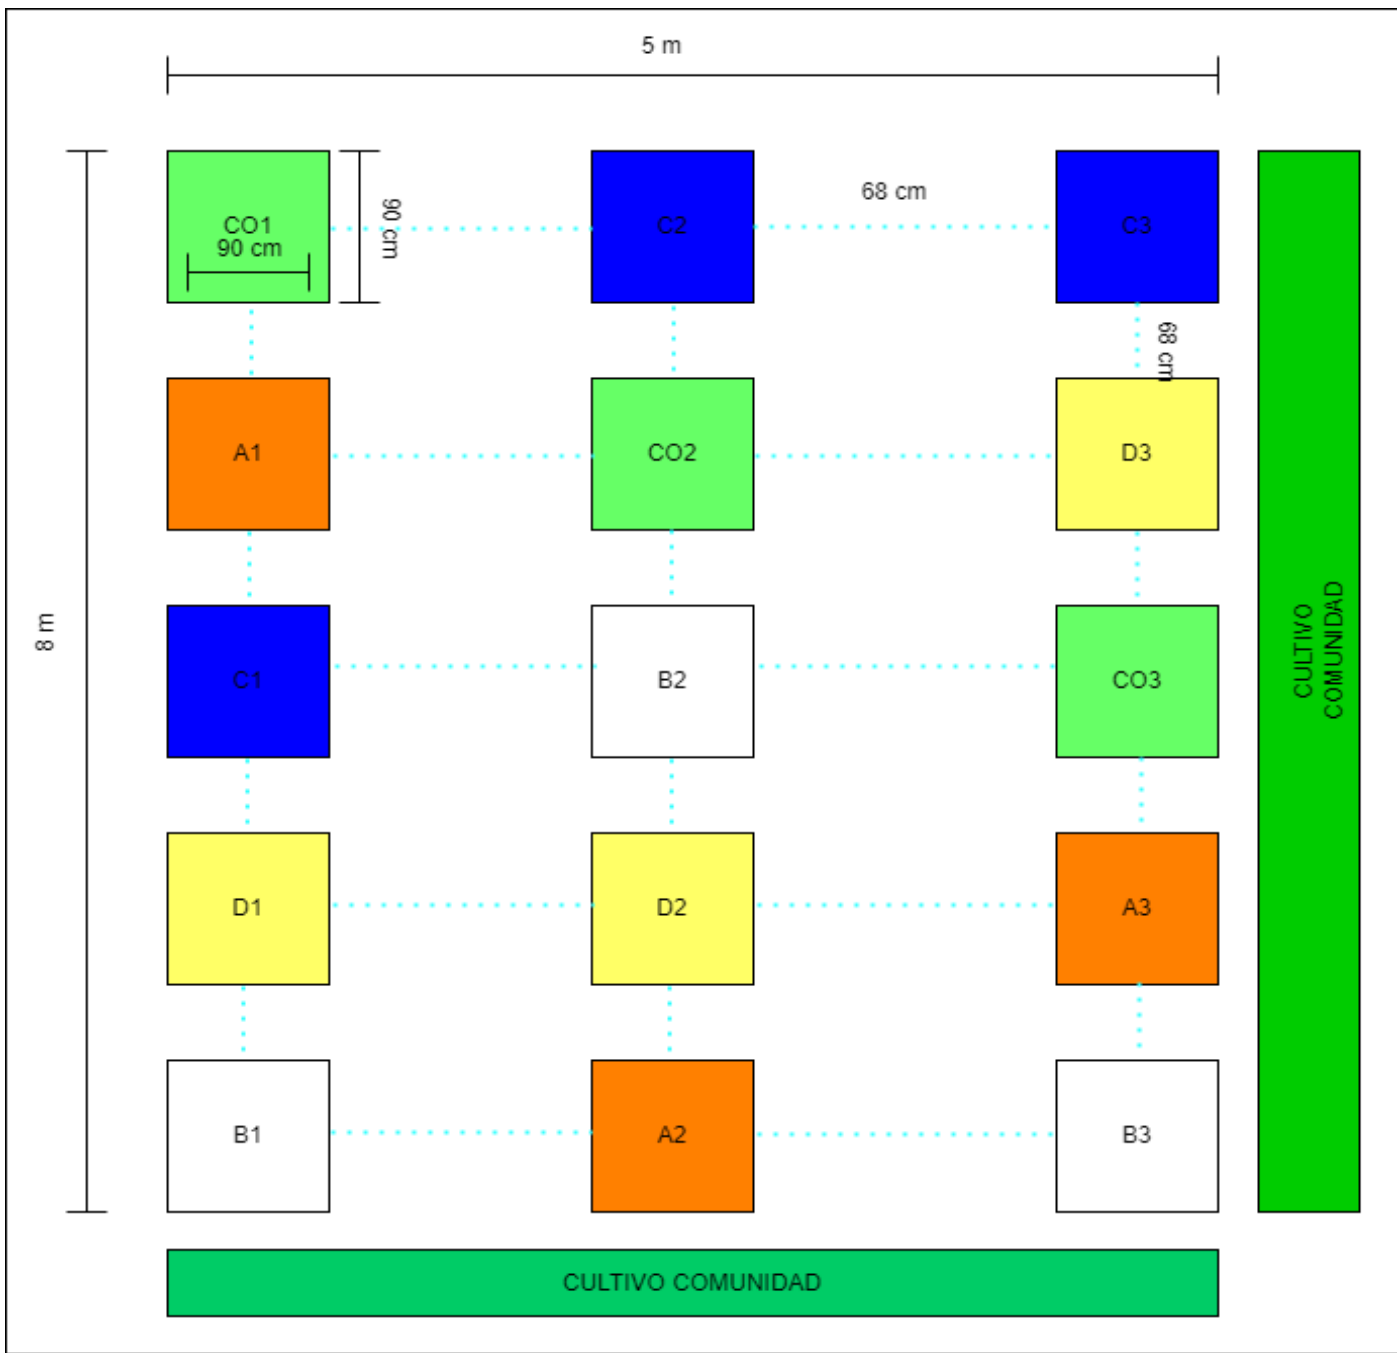 5 m
CO1
90 cm
90 cm
C2
68 cm
C3
68 cm
A1
CO2
D3
8 m
C1
B2
CO3
CULTIVO
COMUNIDAD
D1
D2
A3
B1
A2
B3
CULTIVO COMUNIDAD